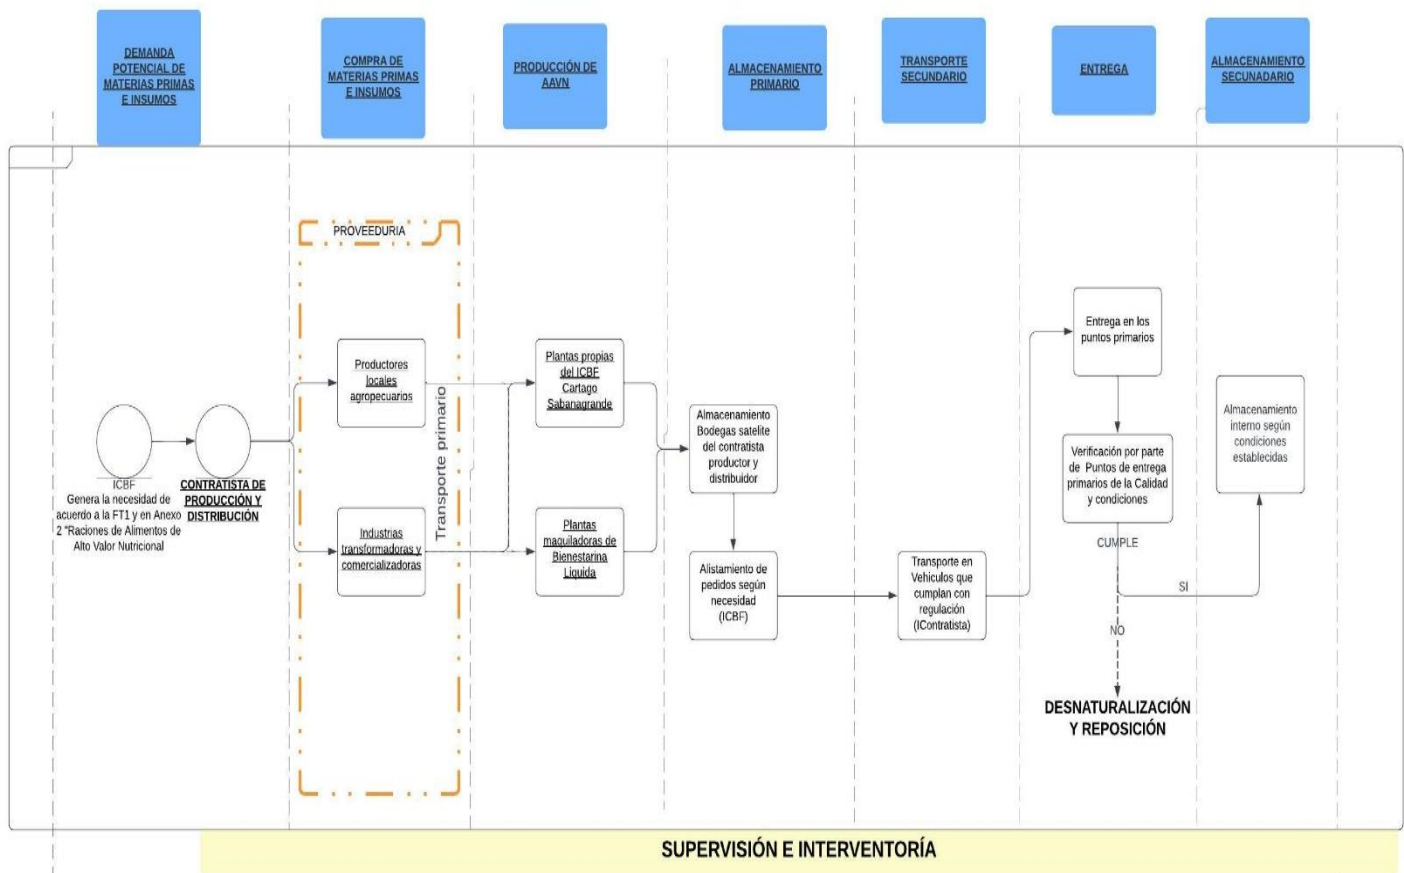 DEMANDA
POTENCIAL DE
MATERIAS PRIMAS
E INSUMOS
COMPRA DE
MATERIAS PRIMAS
E INSUMOS
PRODUCCIÓN DE
AAVN
ALMACENAMIENTO
PRIMARIO
TRANSPORTE
SECUNDARIO
ENTREGA
ALMACENAMIENTO
SECUNADARIO
PROVEEDURIA
ICBF
Genera la necesidad de
acuerdo a la FT1 y en Anexo
2 "Raciones de Alimentos de
Alto Valor Nutricional
CONTRATISTA DE
PRODUCCIÓN Y
DISTRIBUCIÓN
Productores
locales
agropecuarios
Industrias
transformadoras y
comercializadoras
Transporte primario
Plantas propias
del ICBF
Cartago
Sabanagrande
Plantas
maquiladoras de
Bienestarina
Liquida
Almacenamiento
Bodegas satelite
del contratista
productor y
distribuidor
Alistamiento de
pedidos según
necesidad
(ICBF)
Transporte en
Vehiculos que
cumplan con
regulación
(IContratista)
Entrega en los
puntos primarios
Verificación por parte
de Puntos de entrega
primarios de la Calidad
y condiciones
CUMPLE
SI
NO
DESNATURALIZACIÓN
Y REPOSICIÓN
Almacenamiento
interno según
condiciones
establecidas
SUPERVISIÓN E INTERVENTORÍA